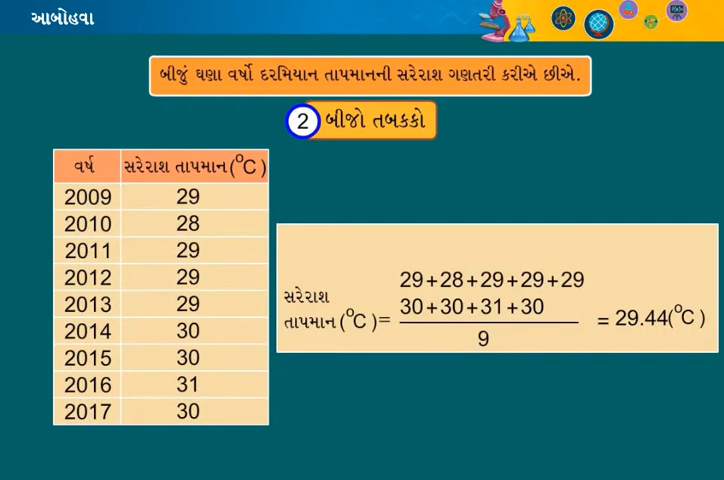 આબોહવા
બીજું ઘણા વર્ષો દરમિયાન તાપમાનની સરેરાશ ગણતરી કરીએ છીએ.
2 બીજો તબકકો
વર્ષ સરેરાશ તાપમાન(°C)
2009 29
2010 28
2011 29
2012 29
2013 29
2014 30
2015 30
2016 31
2017 30
29+28+29+29+29
સરેરાશ 30+30+31+30
તાપમાન(°C)= = 29.44(°C)
9